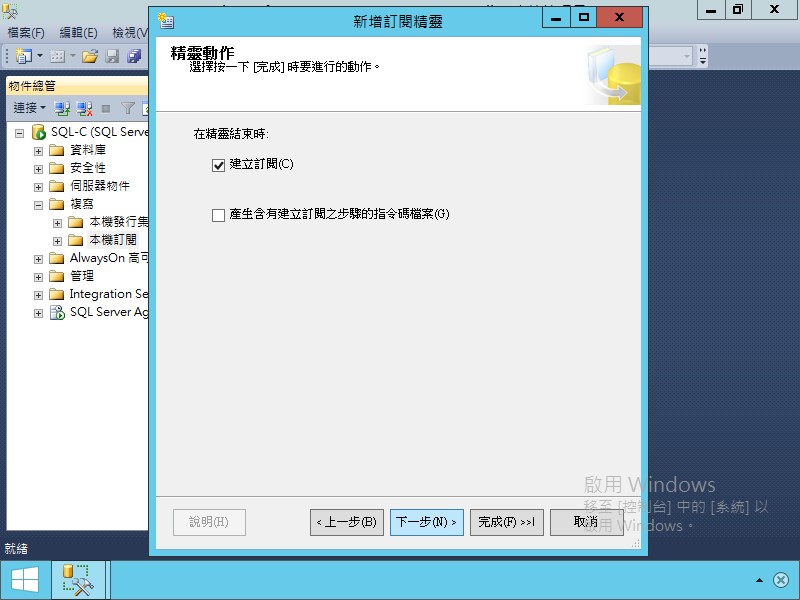 新增訂閱精靈
檔案(F) 編輯(E) 檢視(V
物件總管
連接
SQL-C (SQL Serve
資料庫
安全性
伺服器物件
複寫
本機發行集
本機訂閱
AlwaysOn 高可
管理
Integration Se
SQL Server Ag
精靈動作
選擇按一下 [完成] 時要進行的動作。
在精靈結束時:
建立訂閱(C)
產生含有建立訂閱之步驟的指令碼檔案(G)
說明(H)
< 上一步(B)
下一步(N) >
完成(F) >>|
取消
啟用 Windows
移至 [控制台] 中的 [系統] 以
啟用 Windows。
就緒